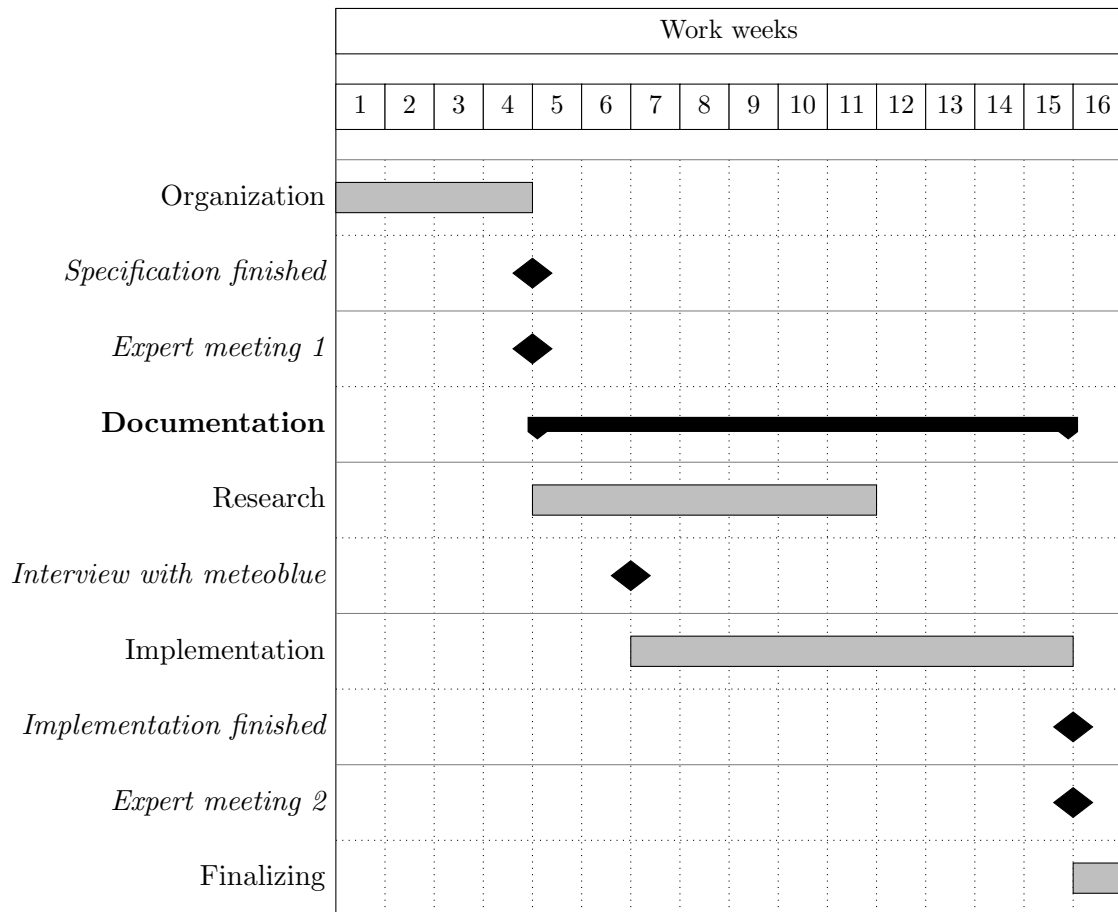 Work weeks
1 2 3 4 5 6 7 8 9 10 11 12 13 14 15 16
Organization
Specification finished
Expert meeting 1
Documentation
Research
Interview with meteoblue
Implementation
Implementation finished
Expert meeting 2
Finalizing